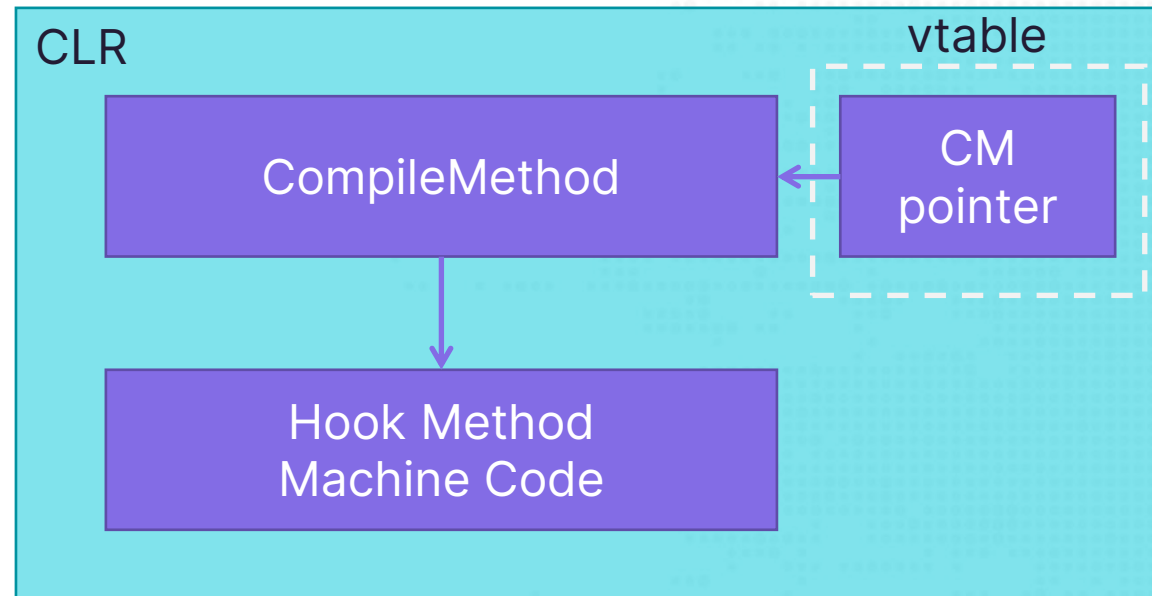 CLR
vtable
CompileMethod
CM
pointer
Hook Method
Machine Code